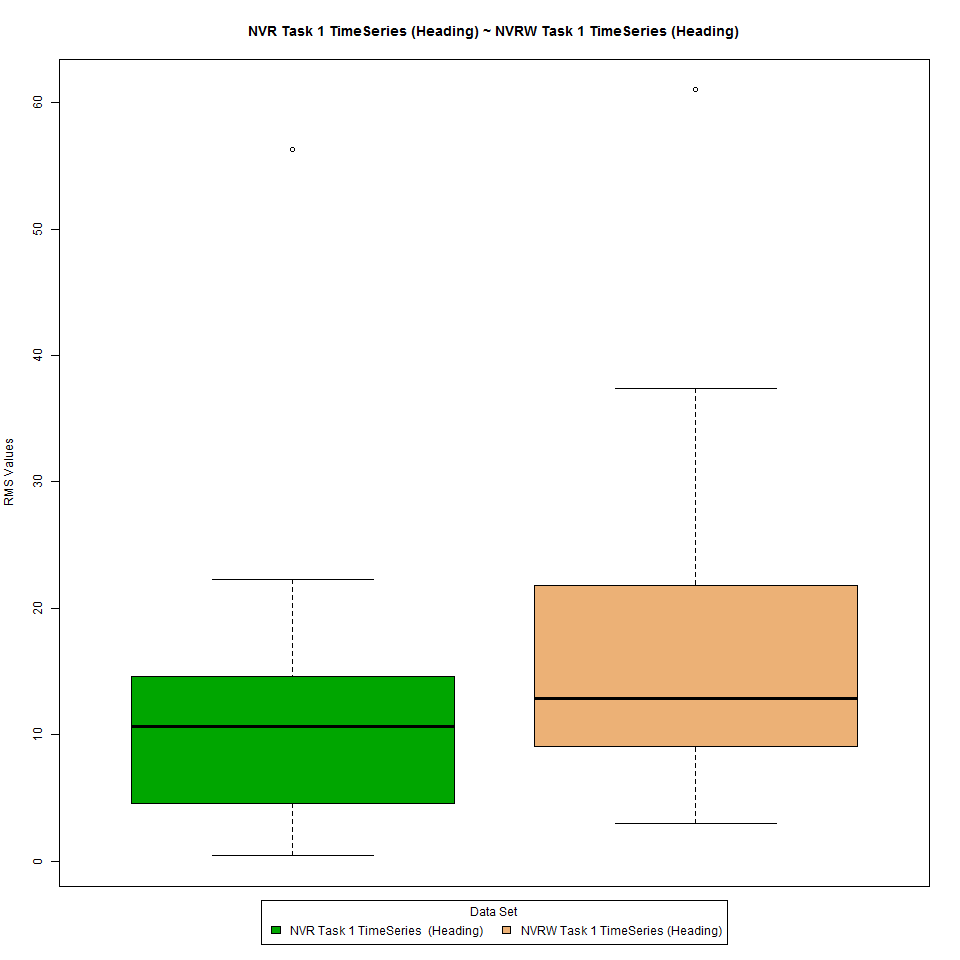 NVR Task 1 TimeSeries (Heading) ~ NVRW Task 1 TimeSeries (Heading)
60
50
40
30
20
10
0
RMS Values
Data Set
NVR Task 1 TimeSeries  (Heading) NVRW Task 1 TimeSeries (Heading)